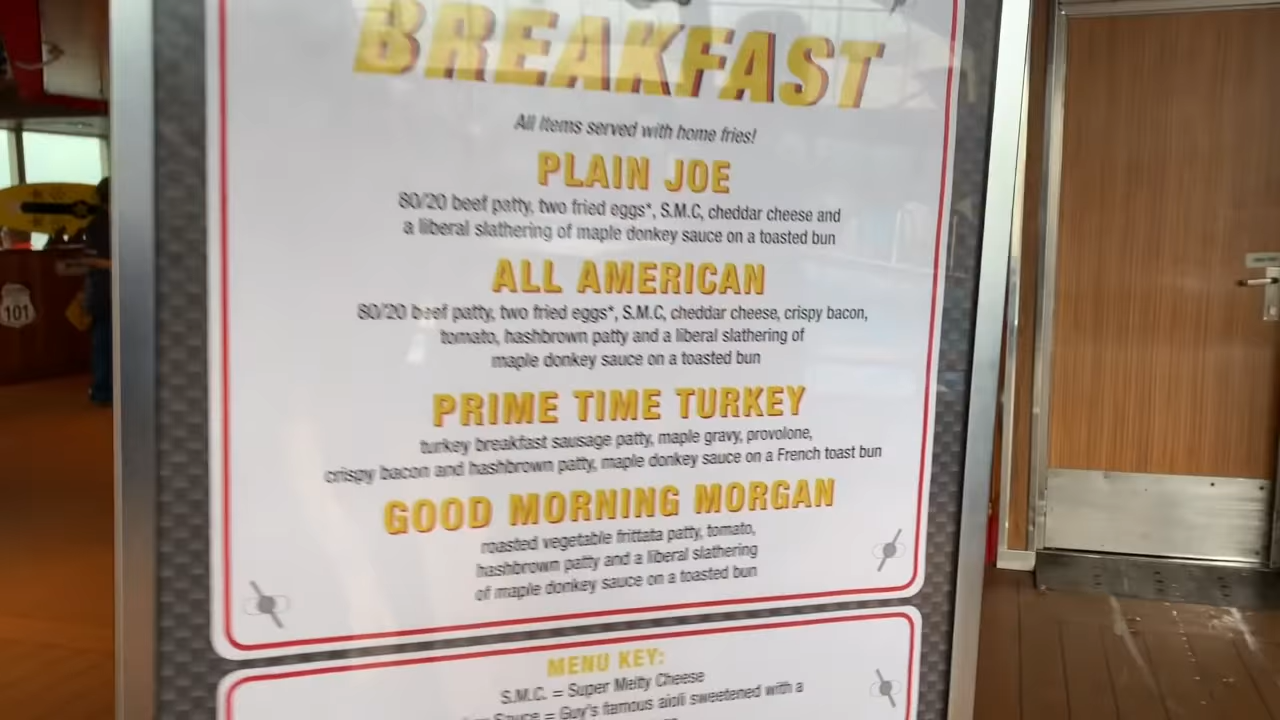 BREAKFAST
All items served with home fries!
PLAIN JOE
80/20 beef patty, two fried eggs*, S.M.C, cheddar cheese and
a liberal slathering of maple donkey sauce on a toasted bun
ALL AMERICAN
80/20 beef patty, two fried eggs*, S.M.C, cheddar cheese, crispy bacon,
tomato, hashbrown patty and a liberal slathering of
maple donkey sauce on a toasted bun
PRIME TIME TURKEY
turkey breakfast sausage patty, maple gravy, provolone,
crispy bacon and hashbrown patty, maple donkey sauce on a French toast bun
GOOD MORNING MORGAN
roasted vegetable frittata patty, tomato,
hashbrown patty and a liberal slathering
of maple donkey sauce on a toasted bun
MENU KEY:
S.M.C. = Super Melty Cheese
Sauce = Guy's famous aioli sweetened with a
101